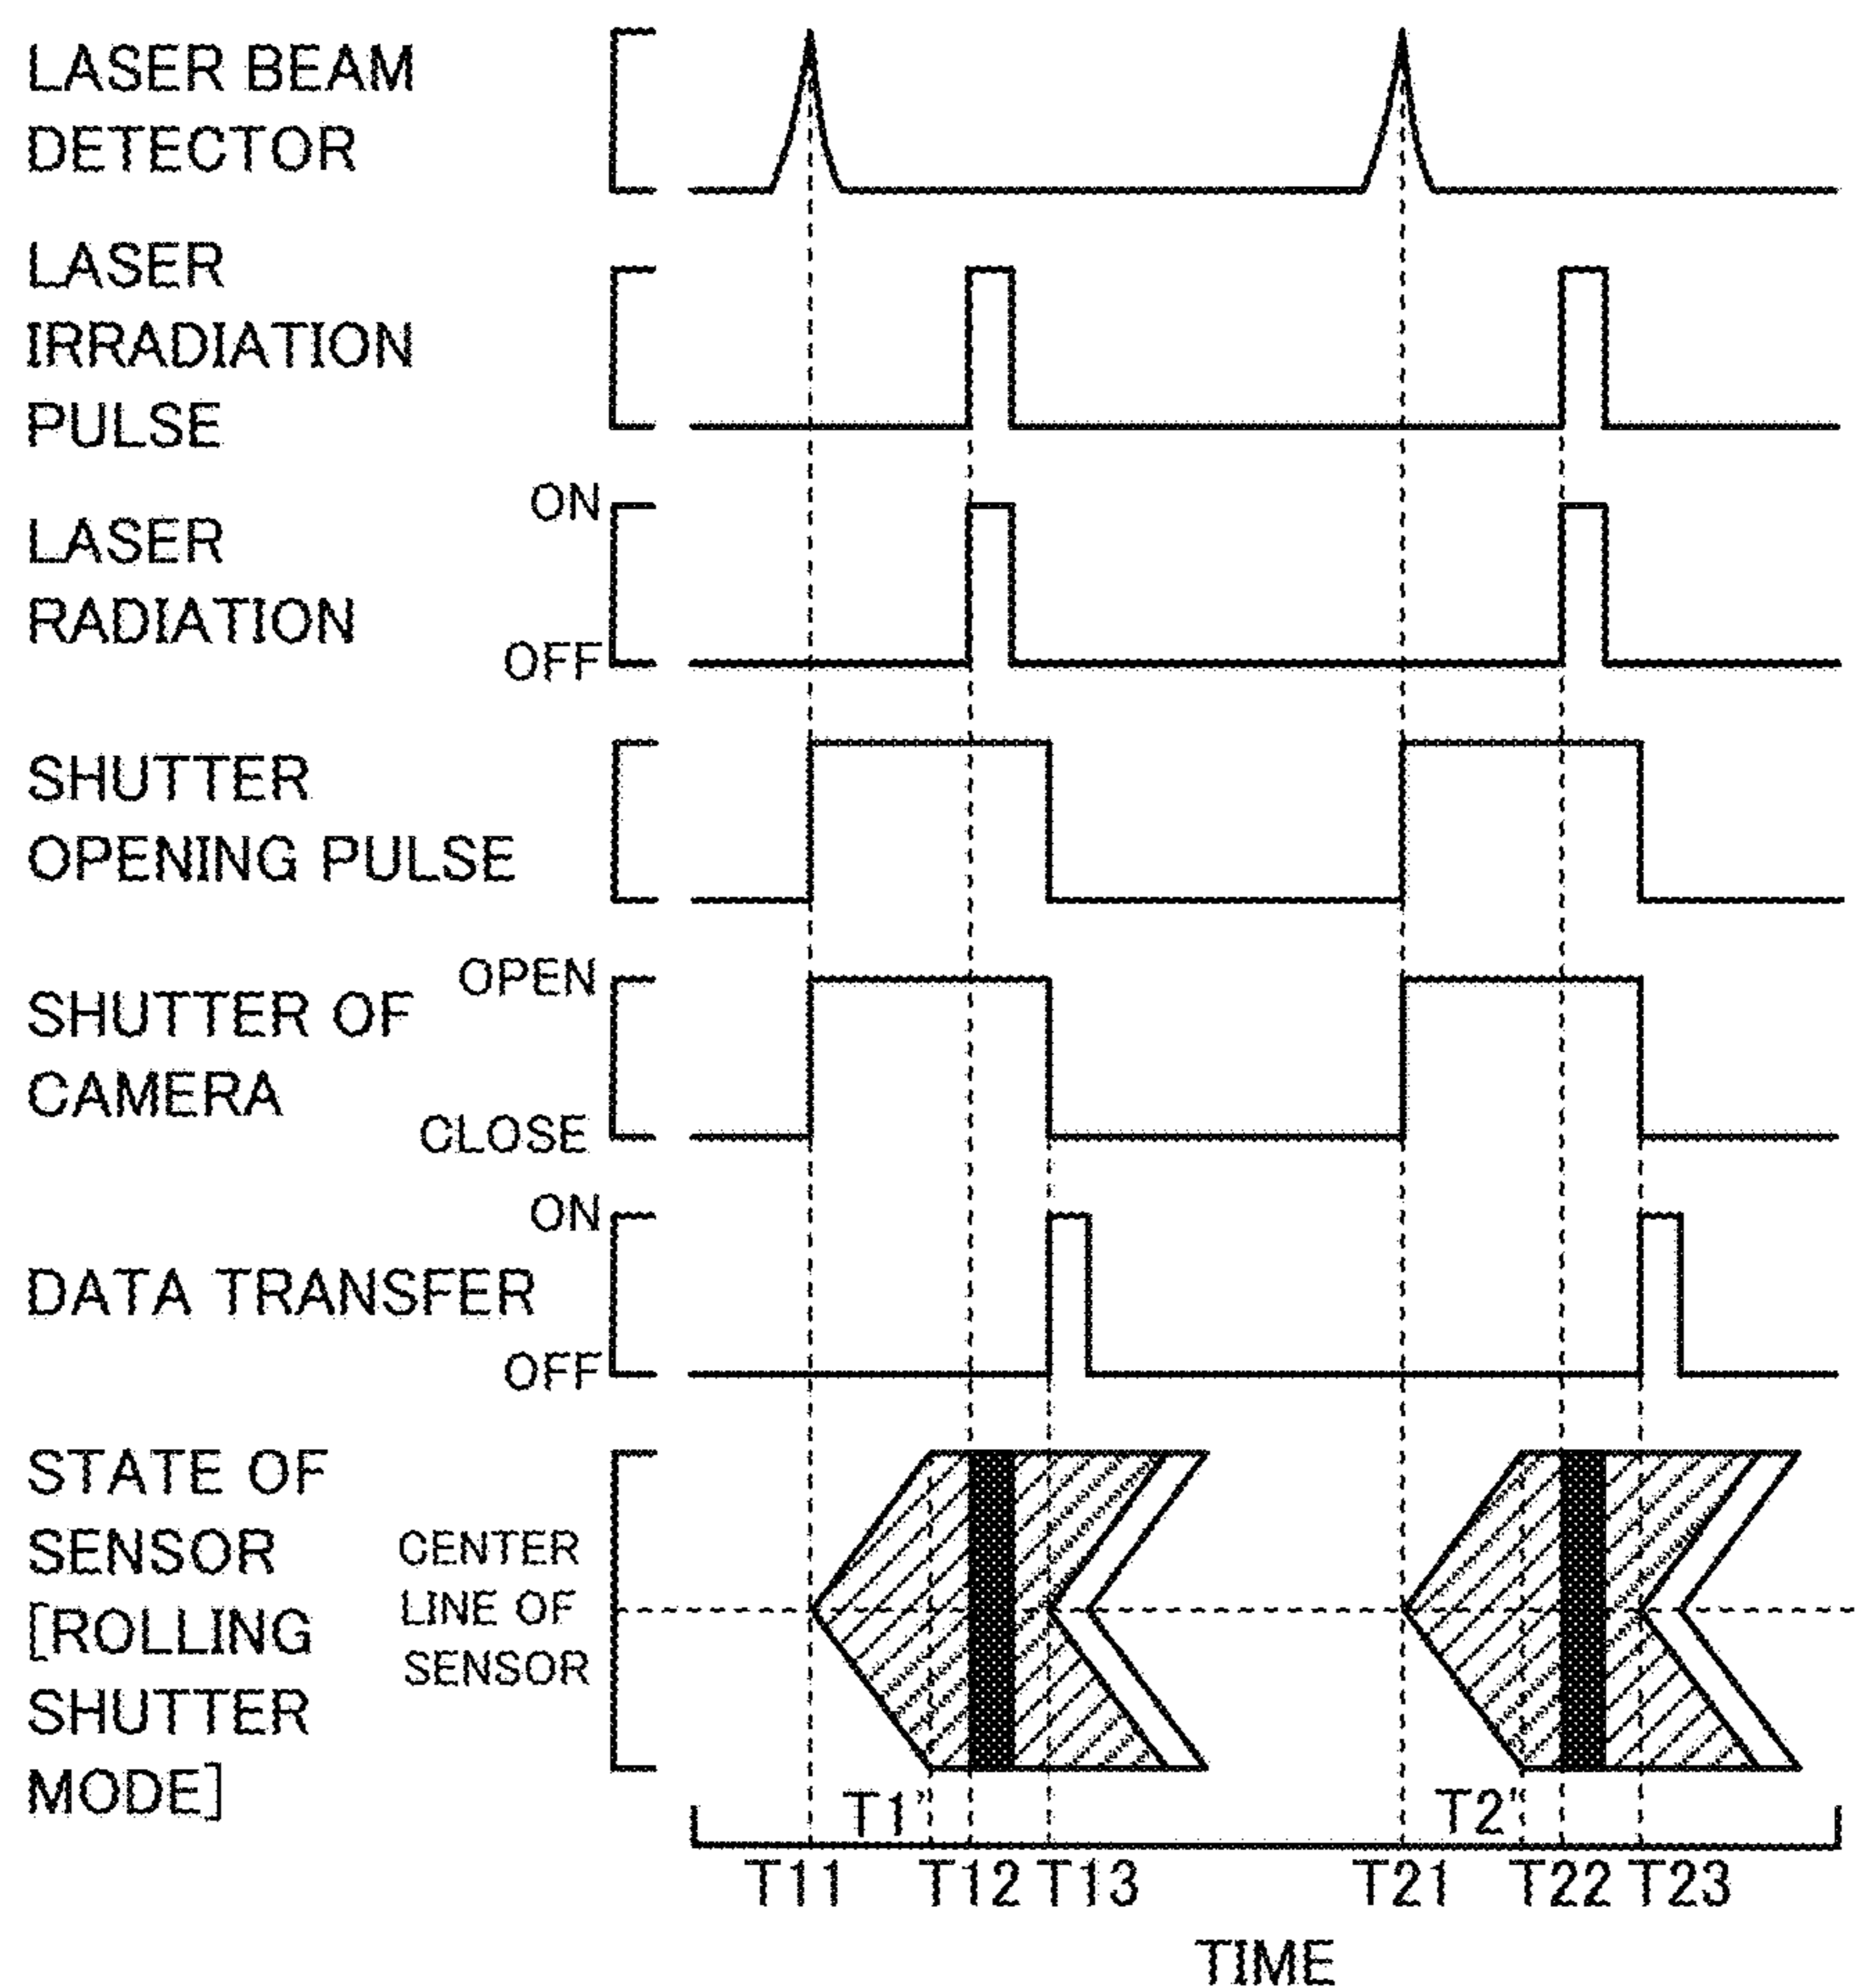 LASER BEAM
DETECTOR
LASER
IRRADIATION
PULSE
ON
LASER
RADIATION
OFF
SHUTTER
OPENING PULSE
OPEN
SHUTTER OF
CAMERA
CLOSE
ON
DATA TRANSFER
OFF
STATE OF
SENSOR
[ROLLING
SHUTTER
MODE]
CENTER
LINE OF
SENSOR
T1' T2'
T11 T12 T13 T21 T22 T23
TIME